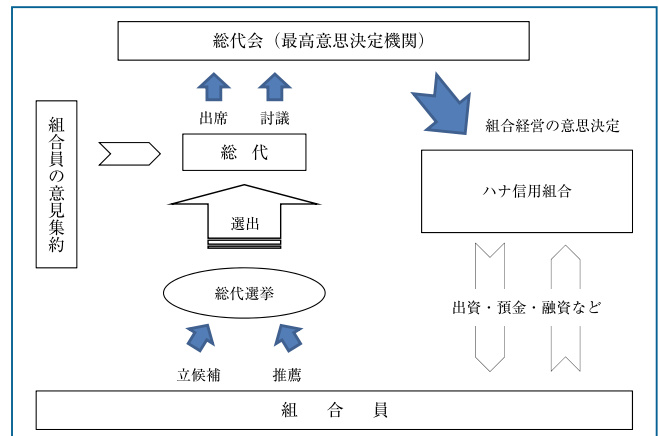 総代会（最高意思決定機関）
出席
討議
組合経営の意思決定
組合員の意見集約
総　代
ハナ信用組合
選出
総代選挙
出資・預金・融資など
立候補
推薦
組　合　員